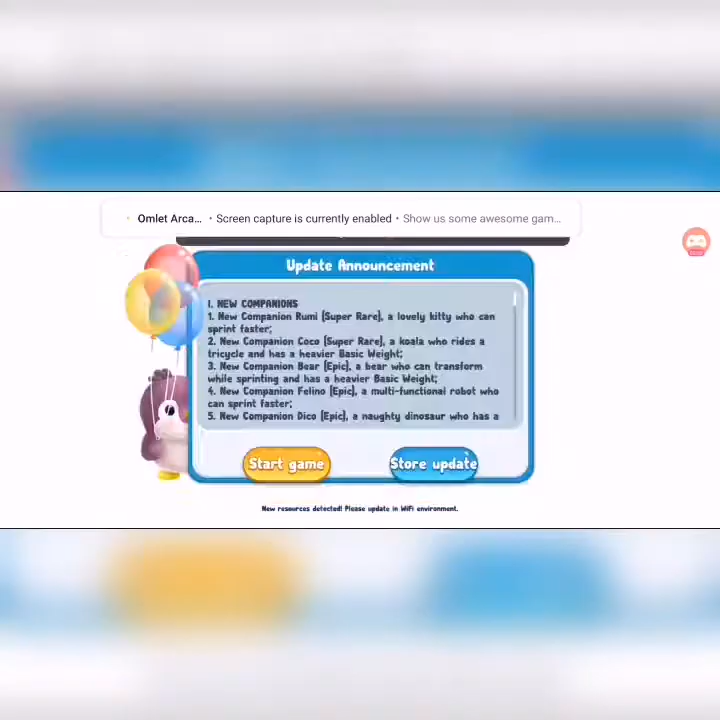 Omlet Arca... • Screen capture is currently enabled • Show us some awesome gam...
Update Announcement
I. NEW COMPANIONS
1. New Companion Rumi [Super Rare], a lovely kitty who can
sprint faster;
2. New Companion Coco [Super Rare], a koala who rides a
tricycle and has a heavier Basic Weight;
3. New Companion Bear [Epic], a bear who can transform
while sprinting and has a heavier Basic Weight;
4. New Companion Felino [Epic], a multi-functional robot who
can sprint faster;
5. New Companion Dico [Epic], a naughty dinosaur who has a
Start game
Store update
New resources detected! Please update in WiFi environment.